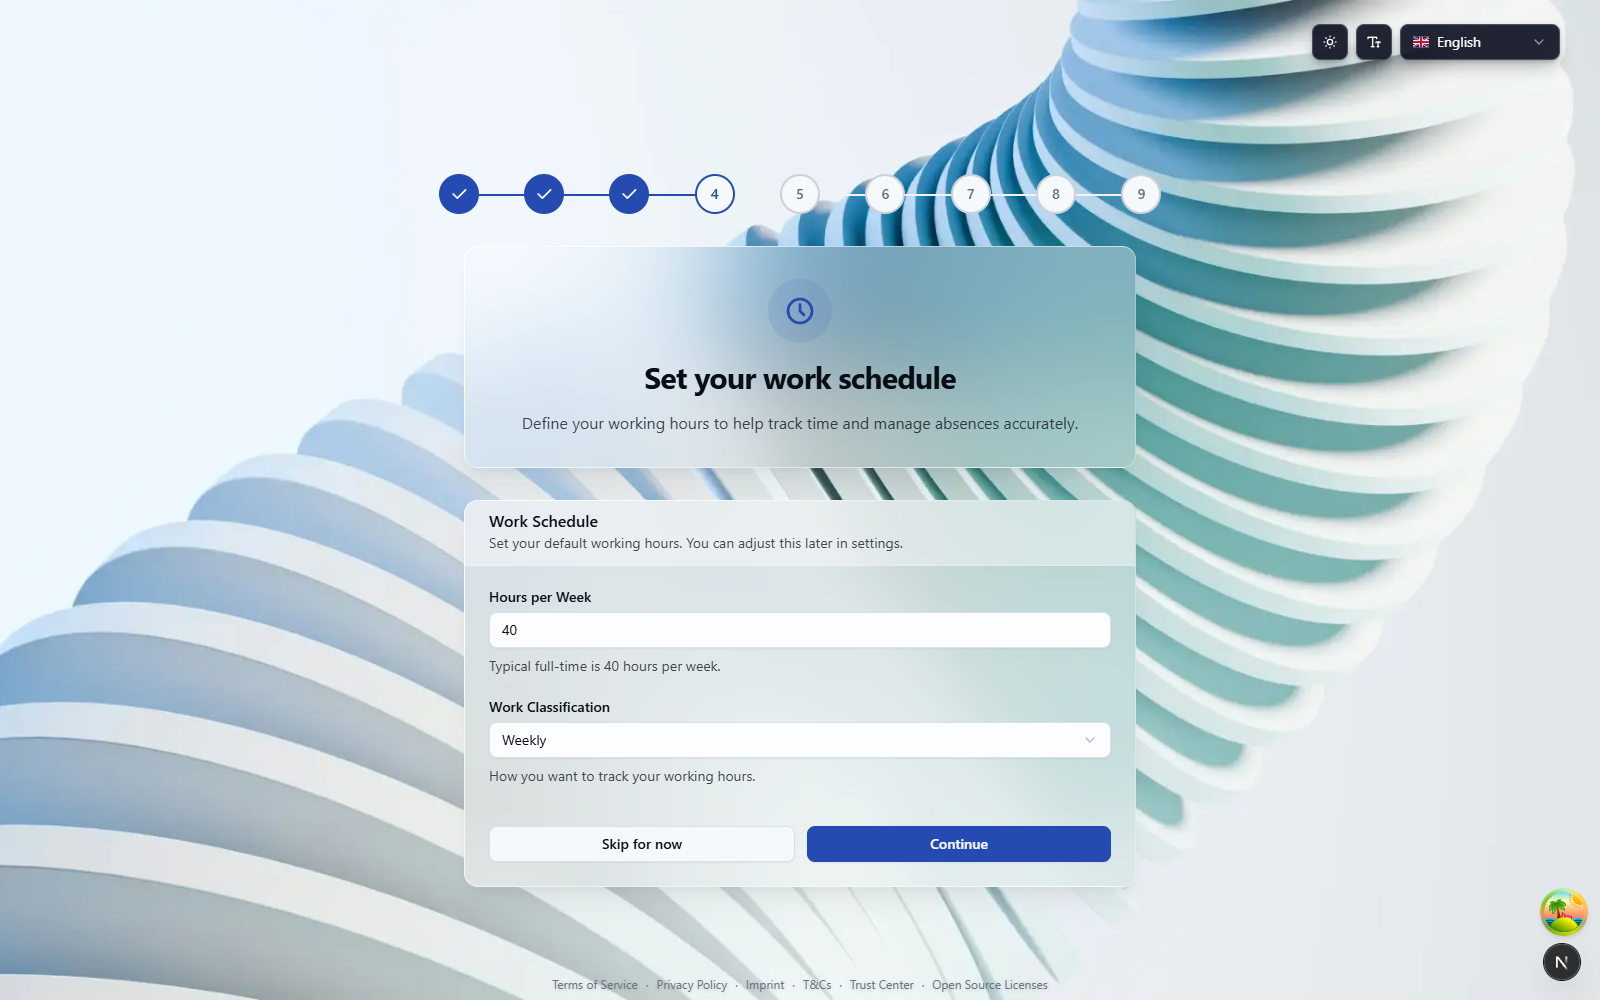 English
4 5 6 7 8 9
Set your work schedule
Define your working hours to help track time and manage absences accurately.
Work Schedule
Set your default working hours. You can adjust this later in settings.
Hours per Week
40
Typical full-time is 40 hours per week.
Work Classification
Weekly
How you want to track your working hours.
Skip for now Continue
Terms of Service · Privacy Policy · Imprint · T&Cs · Trust Center · Open Source Licenses